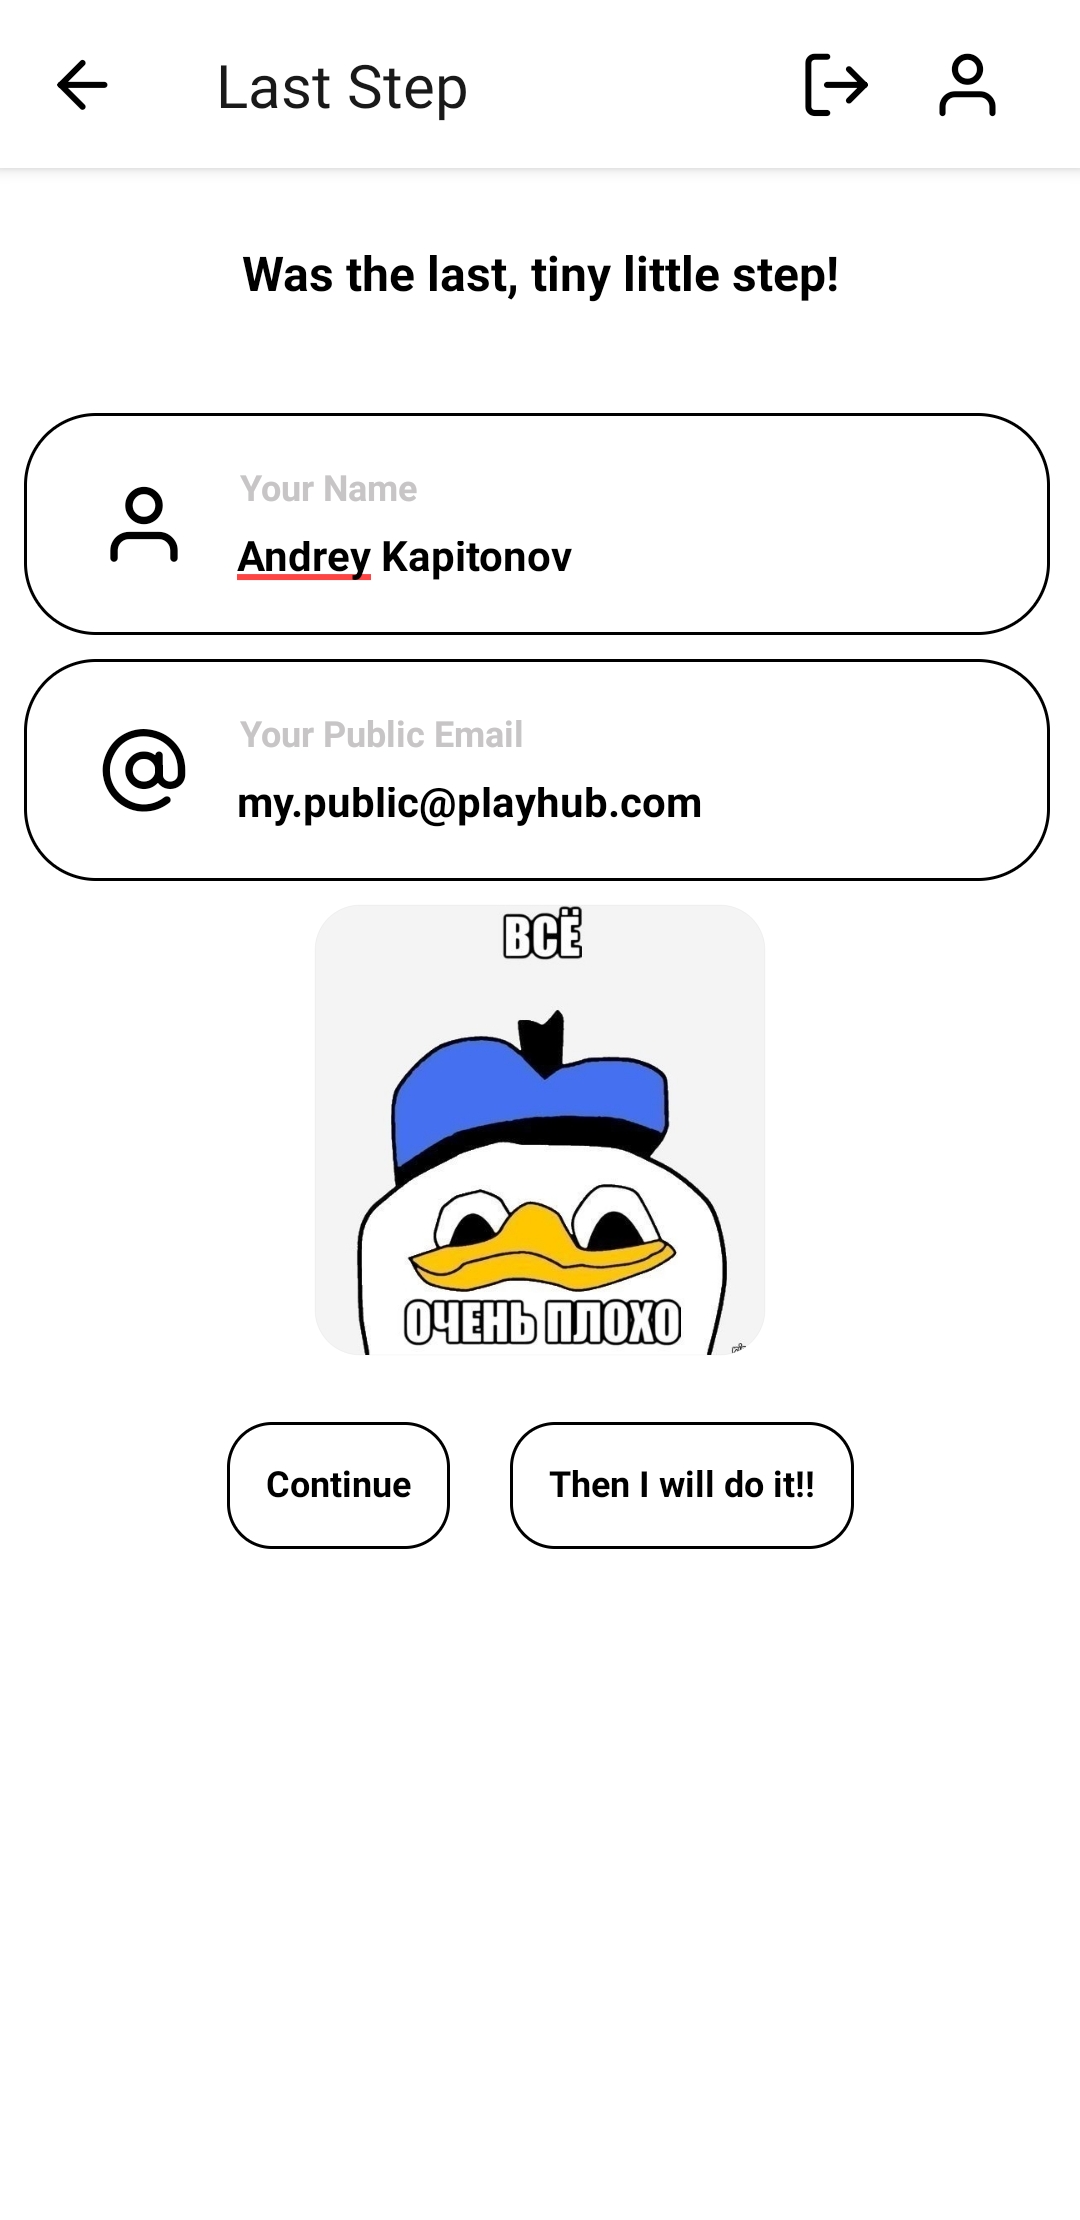 Last Step
Was the last, tiny little step!
Your Name
Andrey Kapitonov
Your Public Email
my.public@playhub.com
ВСЁ
ОЧЕНЬ ПЛОХО
Continue
Then I will do it!!